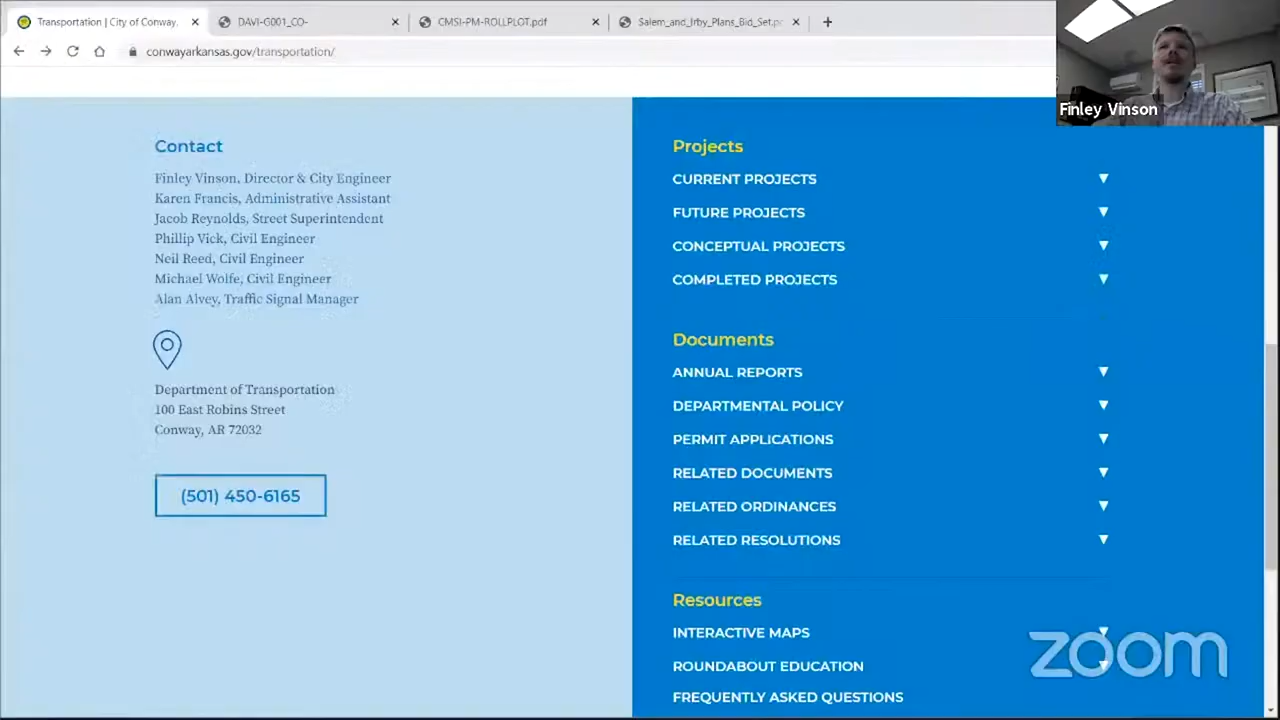 Transportation | City of Conway,
DAVI-G001_CO-
CMSI-PM-ROLLPLOT.pdf
Salem_and_Irby_Plans_Bid_Set.p
conwayarkansas.gov/transportation/
Finley Vinson
Contact
Finley Vinson, Director & City Engineer
Karen Francis, Administrative Assistant
Jacob Reynolds, Street Superintendent
Phillip Vick, Civil Engineer
Neil Reed, Civil Engineer
Michael Wolfe, Civil Engineer
Alan Alvey, Traffic Signal Manager
Department of Transportation
100 East Robins Street
Conway, AR 72032
(501) 450-6165
Projects
CURRENT PROJECTS
FUTURE PROJECTS
CONCEPTUAL PROJECTS
COMPLETED PROJECTS
Documents
ANNUAL REPORTS
DEPARTMENTAL POLICY
PERMIT APPLICATIONS
RELATED DOCUMENTS
RELATED ORDINANCES
RELATED RESOLUTIONS
Resources
INTERACTIVE MAPS
ROUNDABOUT EDUCATION
FREQUENTLY ASKED QUESTIONS
zoom